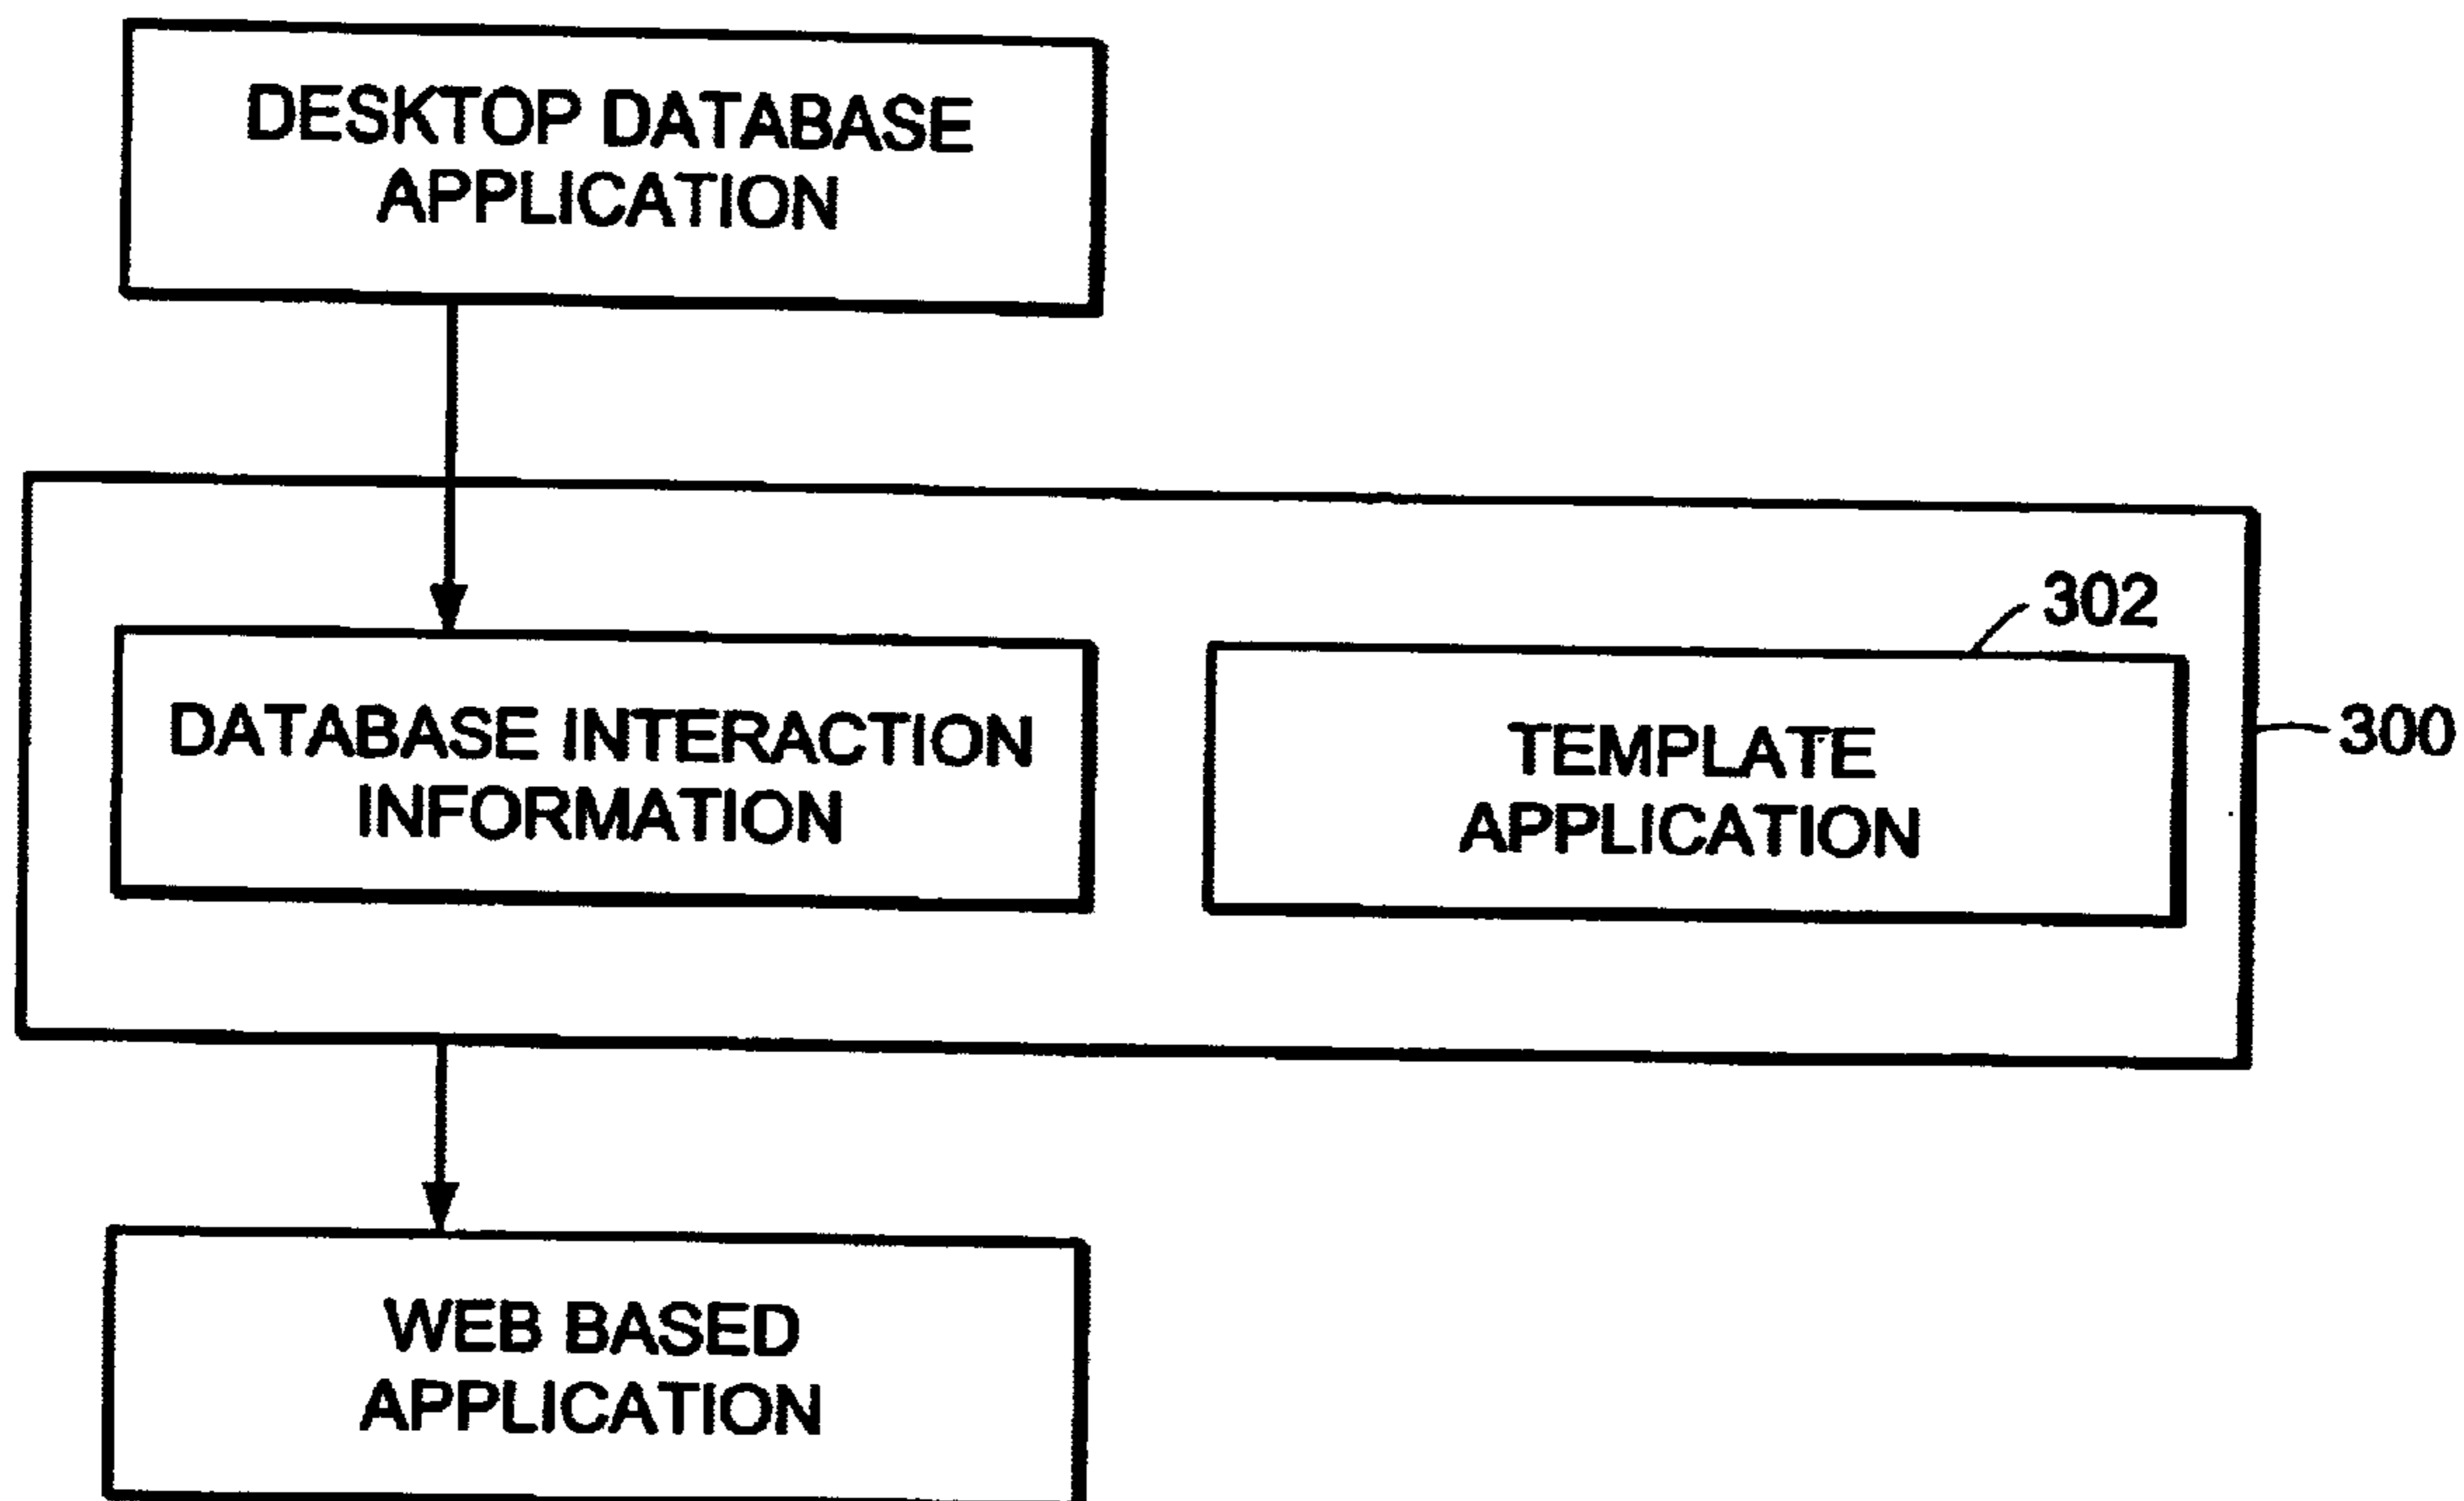 DESKTOP DATABASE
APPLICATION
302
DATABASE INTERACTION
INFORMATION
TEMPLATE
APPLICATION
300
WEB BASED
APPLICATION